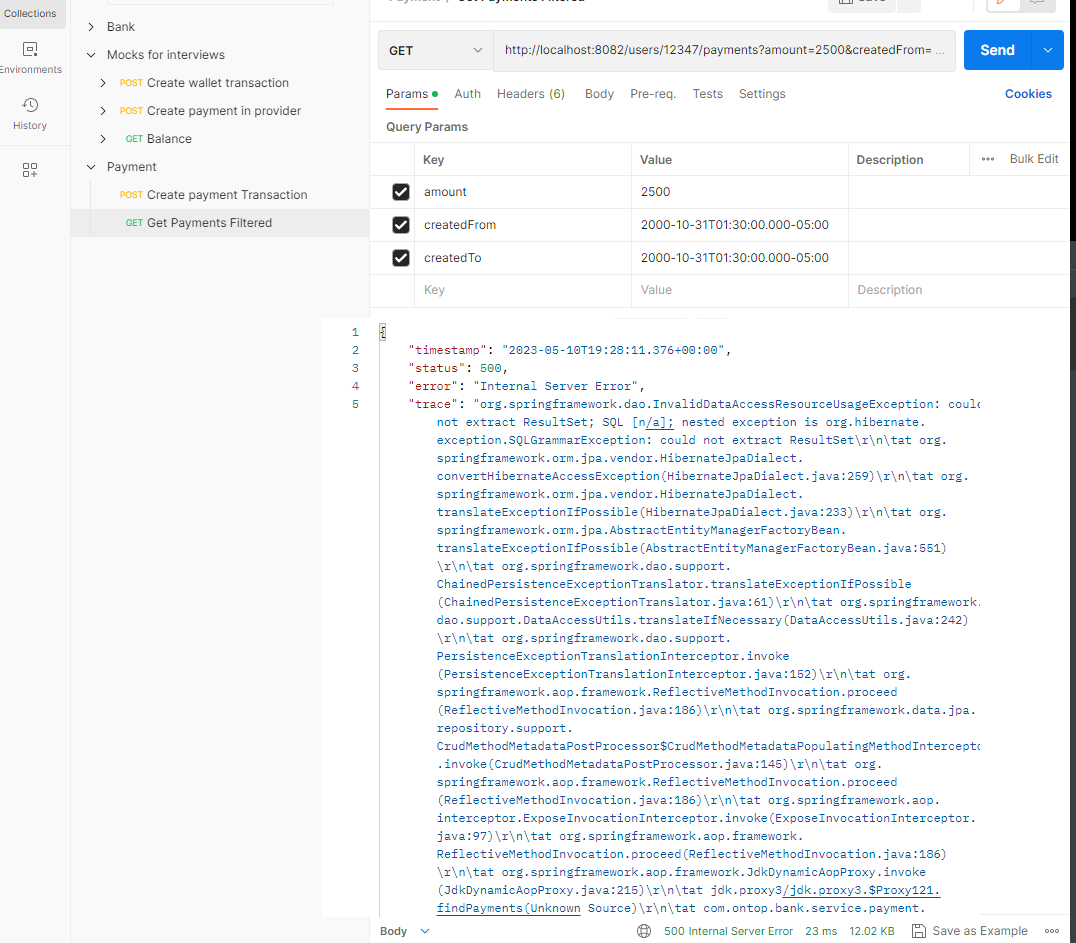 Payment / Get Payments Filtered
Save
Collections
Environments
History
Bank
Mocks for interviews
POST Create wallet transaction
POST Create payment in provider
GET Balance
Payment
POST Create payment Transaction
GET Get Payments Filtered
GET http://localhost:8082/users/12347/payments?amount=2500&createdFrom= ... Send
Params Auth Headers (6) Body Pre-req. Tests Settings Cookies
Query Params
Key Value Description ••• Bulk Edit
amount 2500
createdFrom 2000-10-31T01:30:00.000-05:00
createdTo 2000-10-31T01:30:00.000-05:00
Key Value Description
1 {
2 "timestamp": "2023-05-10T19:28:11.376+00:00",
3 "status": 500,
4 "error": "Internal Server Error",
5 "trace": "org.springframework.dao.InvalidDataAccessResourceUsageException: could
not extract ResultSet; SQL [n/a]; nested exception is org.hibernate.
exception.SQLGrammarException: could not extract ResultSet\r\n\tat org.
springframework.orm.jpa.vendor.HibernateJpaDialect.
convertHibernateAccessException(HibernateJpaDialect.java:259)\r\n\tat org.
springframework.orm.jpa.vendor.HibernateJpaDialect.
translateExceptionIfPossible(HibernateJpaDialect.java:233)\r\n\tat org.
springframework.orm.jpa.AbstractEntityManagerFactoryBean.
translateExceptionIfPossible(AbstractEntityManagerFactoryBean.java:551)
\r\n\tat org.springframework.dao.support.
ChainedPersistenceExceptionTranslator.translateExceptionIfPossible
(ChainedPersistenceExceptionTranslator.java:61)\r\n\tat org.springframework.
dao.support.DataAccessUtils.translateIfNecessary(DataAccessUtils.java:242)
\r\n\tat org.springframework.dao.support.
PersistenceExceptionTranslationInterceptor.invoke
(PersistenceExceptionTranslationInterceptor.java:152)\r\n\tat org.
springframework.aop.framework.ReflectiveMethodInvocation.proceed
(ReflectiveMethodInvocation.java:186)\r\n\tat org.springframework.data.jpa.
repository.support.
CrudMethodMetadataPostProcessor$CrudMethodMetadataPopulatingMethodIntercepto
.invoke(CrudMethodMetadataPostProcessor.java:145)\r\n\tat org.
springframework.aop.framework.ReflectiveMethodInvocation.proceed
(ReflectiveMethodInvocation.java:186)\r\n\tat org.springframework.aop.
interceptor.ExposeInvocationInterceptor.invoke(ExposeInvocationInterceptor.
java:97)\r\n\tat org.springframework.aop.framework.
ReflectiveMethodInvocation.proceed(ReflectiveMethodInvocation.java:186)
\r\n\tat org.springframework.aop.framework.JdkDynamicAopProxy.invoke
(JdkDynamicAopProxy.java:215)\r\n\tat jdk.proxy3/jdk.proxy3.$Proxy121.
findPayments(Unknown Source)\r\n\tat com.ontop.bank.service.payment.
Body 500 Internal Server Error 23 ms 12.02 KB Save as Example •••